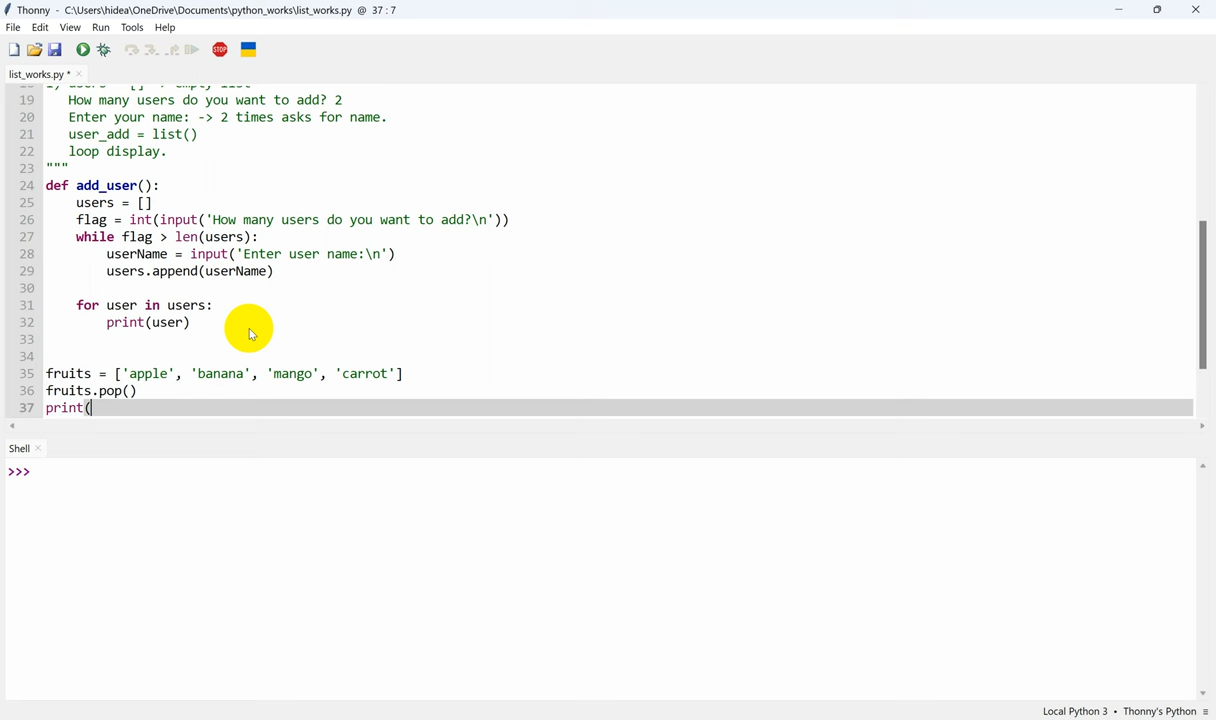 Thonny - C:\Users\hidea\OneDrive\Documents\python_works\list_works.py @ 37 : 7
File Edit View Run Tools Help
STOP
list_works.py * ×
19 How many users do you want to add? 2
20 Enter your name: -> 2 times asks for name.
21 user_add = list()
22 loop display.
23 """
24 def add_user():
25 users = []
26 flag = int(input('How many users do you want to add?\n'))
27 while flag > len(users):
28 userName = input('Enter user name:\n')
29 users.append(userName)
30
31 for user in users:
32 print(user)
33
34
35 fruits = ['apple', 'banana', 'mango', 'carrot']
36 fruits.pop()
37 print(
Shell ×
>>>
Local Python 3 • Thonny's Python ≡